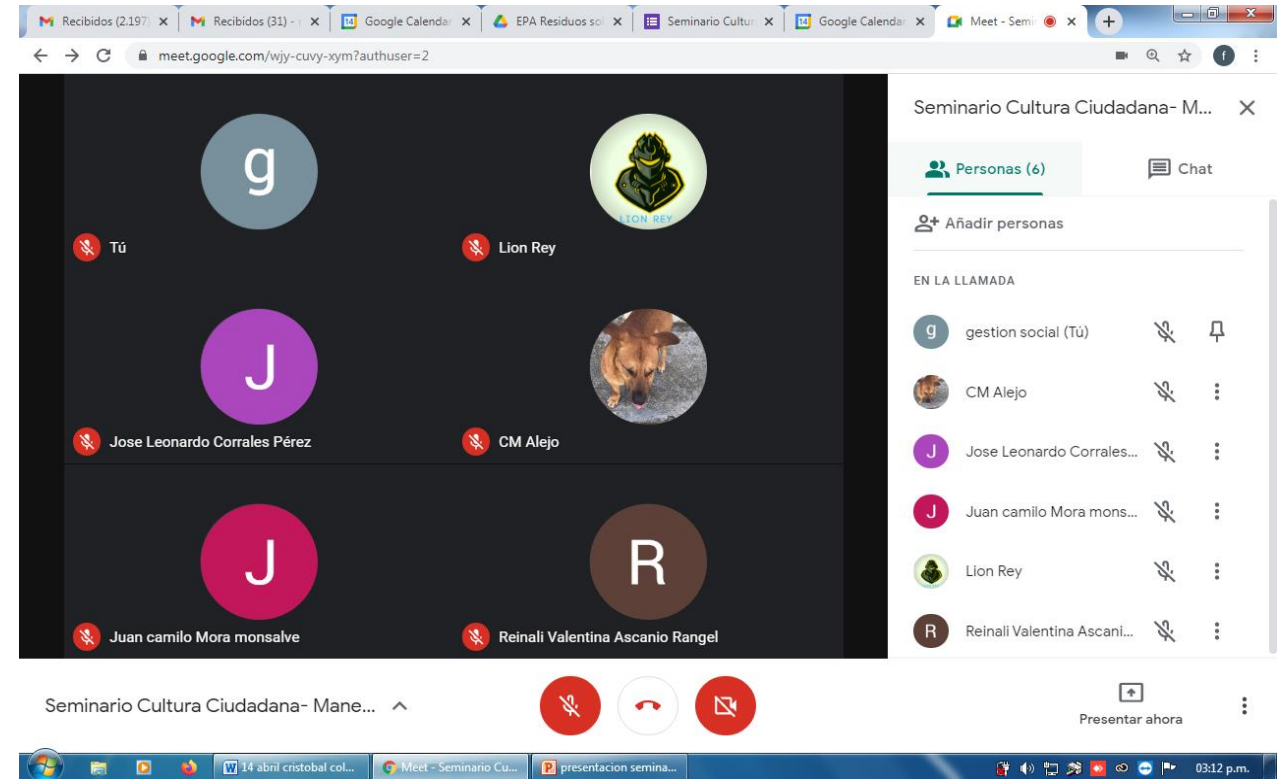 Recibidos (2.197)
Recibidos (31) -
Google Calendar
EPA Residuos sol
Seminario Cultur
Google Calendar
Meet - Semi
meet.google.com/wjy-cuvy-xym?authuser=2
f
g
Tú
LION REY
Lion Rey
J
Jose Leonardo Corrales Pérez
CM Alejo
J
Juan camilo Mora monsalve
R
Reinali Valentina Ascanio Rangel
Seminario Cultura Ciudadana- M...
Personas (6)
Chat
Añadir personas
EN LA LLAMADA
g gestion social (Tú)
CM Alejo
J Jose Leonardo Corrales...
J Juan camilo Mora mons...
Lion Rey
R Reinali Valentina Ascani...
Seminario Cultura Ciudadana- Mane...
Presentar ahora
14 abril cristobal col...
Meet - Seminario Cu...
presentacion semina...
03:12 p.m.